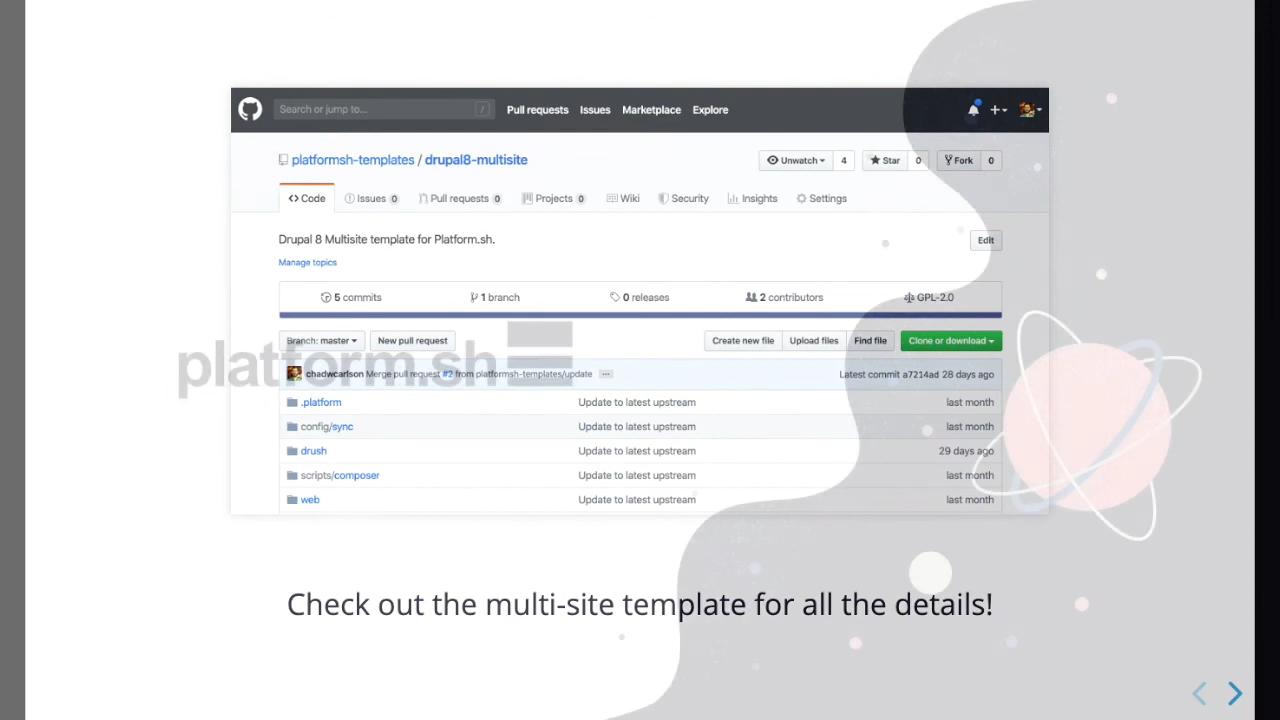 Search or jump to... /
Pull requests Issues Marketplace Explore
platformsh-templates / drupal8-multisite
Unwatch 4 Star 0 Fork 0
Code Issues 0 Pull requests 0 Projects 0 Wiki Security Insights Settings
Drupal 8 Multisite template for Platform.sh.
Edit
Manage topics
5 commits 1 branch 0 releases 2 contributors GPL-2.0
Branch: master New pull request Create new file Upload files Find file Clone or download
platform.sh
chadwcarlson Merge pull request #2 from platformsh-templates/update ... Latest commit a7214ad 28 days ago
.platform Update to latest upstream last month
config/sync Update to latest upstream last month
drush Update to latest upstream 29 days ago
scripts/composer Update to latest upstream last month
web Update to latest upstream last month
Check out the multi-site template for all the details!